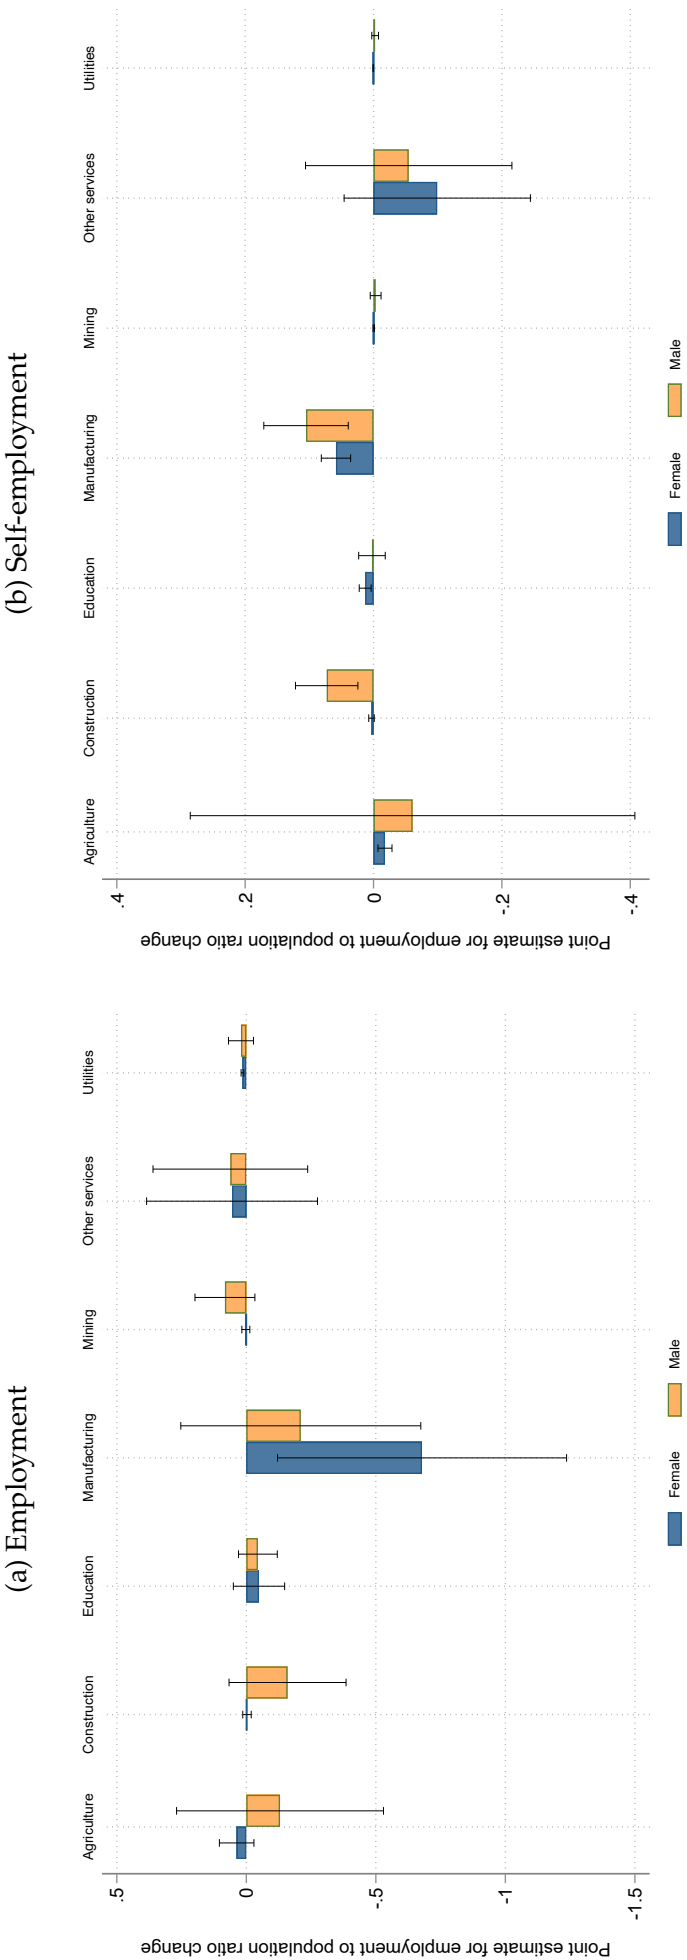 (a) Employment
Agriculture
Construction
Education
Manufacturing
Mining
Other services
Utilities
.5
0
-.5
-1
-1.5
Point estimate for employment to population ratio change
Female
Male
(b) Self-employment
Agriculture
Construction
Education
Manufacturing
Mining
Other services
Utilities
.4
.2
0
-.2
-.4
Point estimate for employment to population ratio change
Female
Male